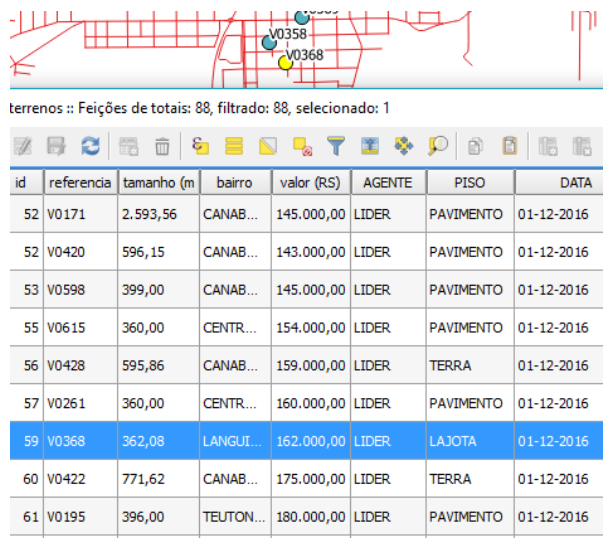 V0358
V0368
terrenos :: Feições de totais: 88, filtrado: 88, selecionado: 1
id referencia tamanho (m bairro valor (RS) AGENTE PISO DATA
52 V0171 2.593,56 CANAB... 145.000,00 LIDER PAVIMENTO 01-12-2016
52 V0420 596,15 CANAB... 143.000,00 LIDER PAVIMENTO 01-12-2016
53 V0598 399,00 CANAB... 145.000,00 LIDER PAVIMENTO 01-12-2016
55 V0615 360,00 CENTR... 154.000,00 LIDER PAVIMENTO 01-12-2016
56 V0428 595,86 CANAB... 159.000,00 LIDER TERRA 01-12-2016
57 V0261 360,00 CENTR... 160.000,00 LIDER PAVIMENTO 01-12-2016
59 V0368 362,08 LANGUI... 162.000,00 LIDER LAJOTA 01-12-2016
60 V0422 771,62 CANAB... 175.000,00 LIDER TERRA 01-12-2016
61 V0195 396,00 TEUTON... 180.000,00 LIDER PAVIMENTO 01-12-2016